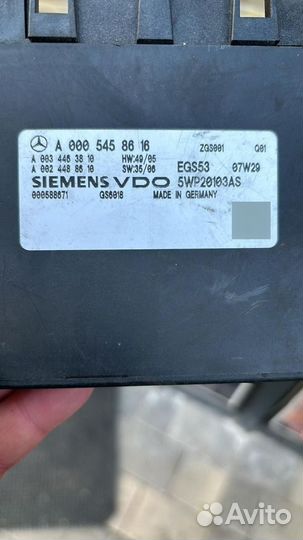 A 000 545 86 16 ZGS001 Q01
A 003 446 38 10 HW:49/05 EGS53 07W29
A 002 448 86 10 SW:35/06
SIEMENS VDO 5WP20103AS
000588671 GS6018 MADE IN GERMANY
Avito